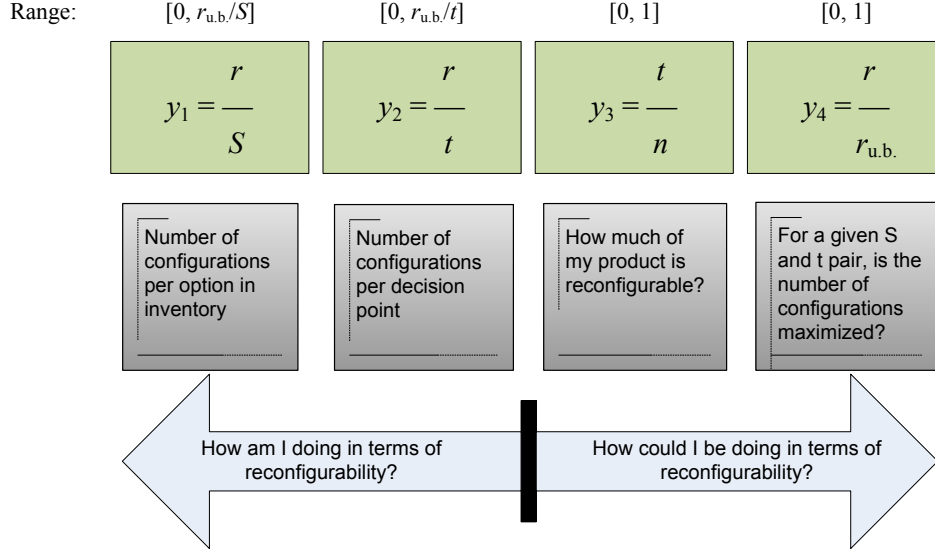 Range: [0, r_u.b./S] [0, r_u.b./t] [0, 1] [0, 1]
y₁ = r/S y₂ = r/t y₃ = t/n y₄ = r/r_u.b.
Number of
configurations
per option in
inventory
Number of
configurations
per decision
point
How much of
my product is
reconfigurable?
For a given S
and t pair, is the
number of
configurations
maximized?
How am I doing in terms of
reconfigurability?
How could I be doing in terms of
reconfigurability?